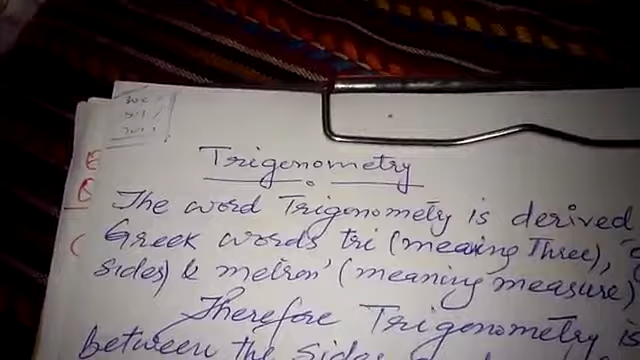 Trigonometry
The word Trigonometry is derived
Greek words tri (meaning Three),
sides) & metron' (meaning measure)
Therefore Trigonometry is
between the sides